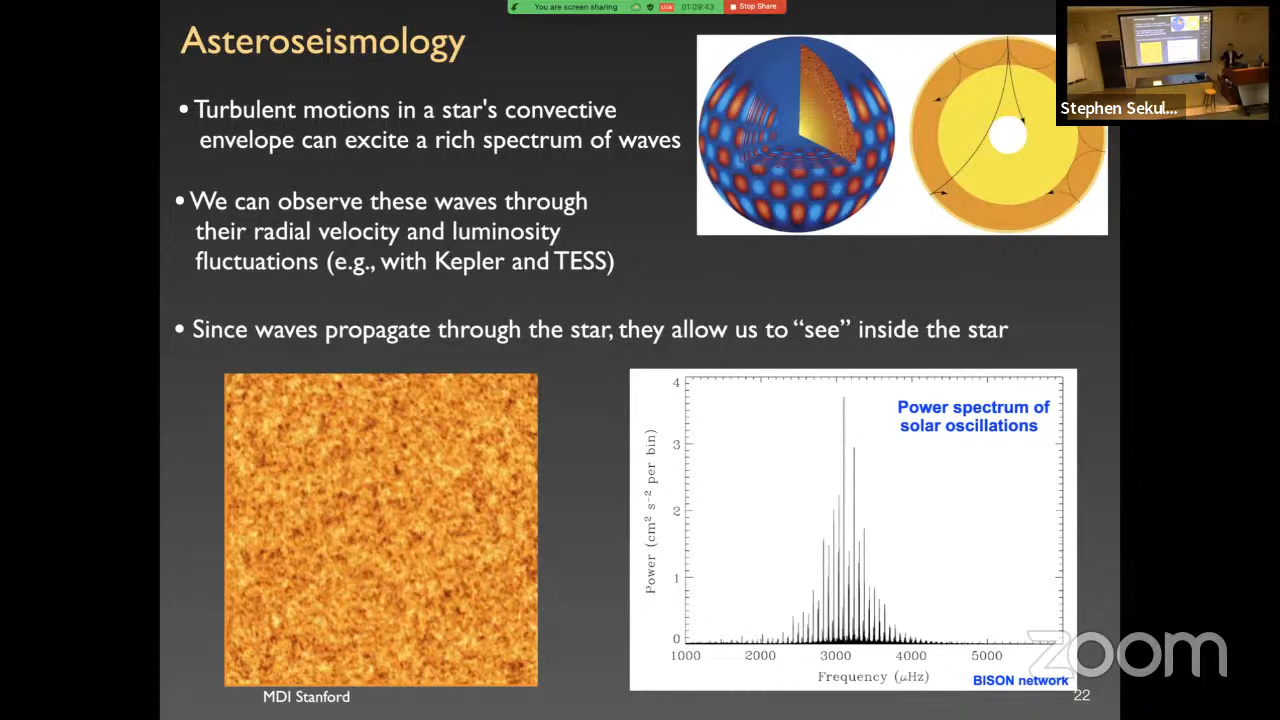 You are screen sharing
LIVE
01:09:43
Stop Share
Asteroseismology
Stephen Sekul...
• Turbulent motions in a star's convective
envelope can excite a rich spectrum of waves
• We can observe these waves through
their radial velocity and luminosity
fluctuations (e.g., with Kepler and TESS)
• Since waves propagate through the star, they allow us to “see” inside the star
MDI Stanford
Power spectrum of
solar oscillations
Power (cm² s⁻² per bin)
4
3
2
1
0
1000 2000 3000 4000 5000
Frequency (μHz)
BISON network
zoom
22